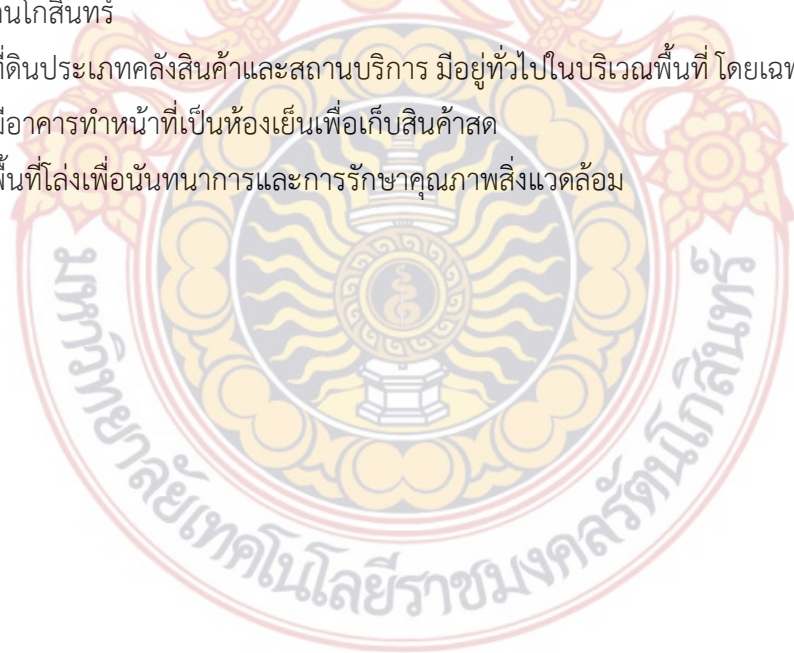 านโกสินทร์
ที่ดินประเภทคลังสินค้าและสถานบริการ มีอยู่ทั่วไปในบริเวณพื้นที่ โดยเฉพ
มีอาคารทำหน้าที่เป็นห้องเย็นเพื่อเก็บสินค้าสด
พื้นที่โล่งเพื่อนันทนาการและการรักษาคุณภาพสิ่งแวดล้อม
มหาวิทยาลัยเทคโนโลยีราชมงคลรัตนโกสินทร์